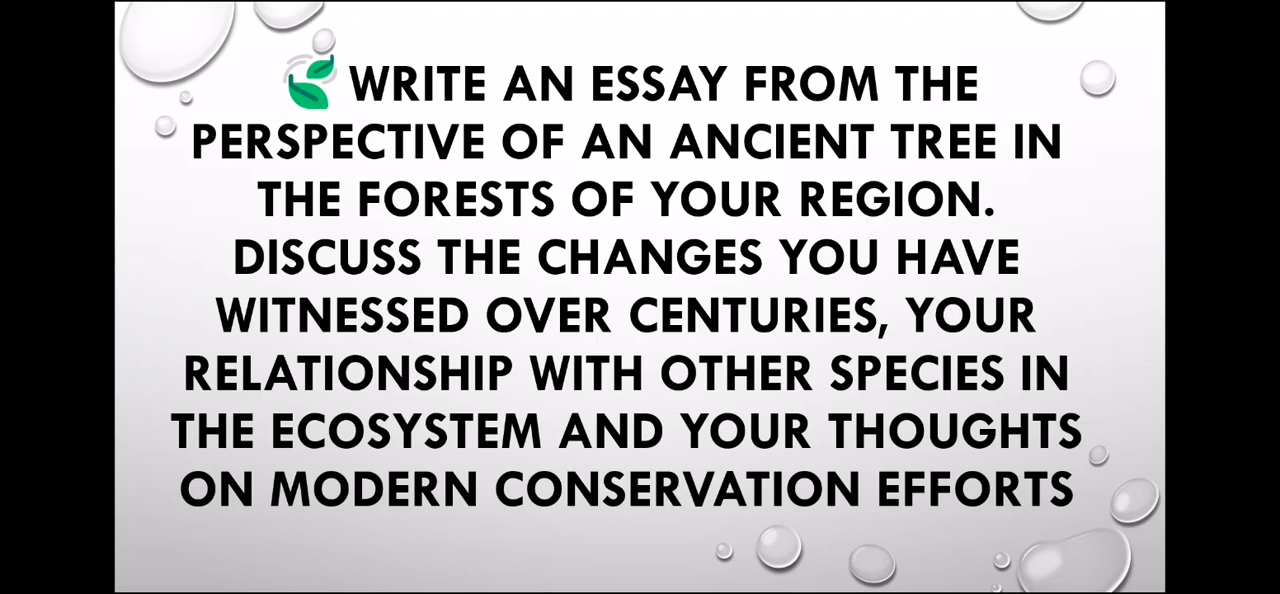 WRITE AN ESSAY FROM THE
PERSPECTIVE OF AN ANCIENT TREE IN
THE FORESTS OF YOUR REGION.
DISCUSS THE CHANGES YOU HAVE
WITNESSED OVER CENTURIES, YOUR
RELATIONSHIP WITH OTHER SPECIES IN
THE ECOSYSTEM AND YOUR THOUGHTS
ON MODERN CONSERVATION EFFORTS